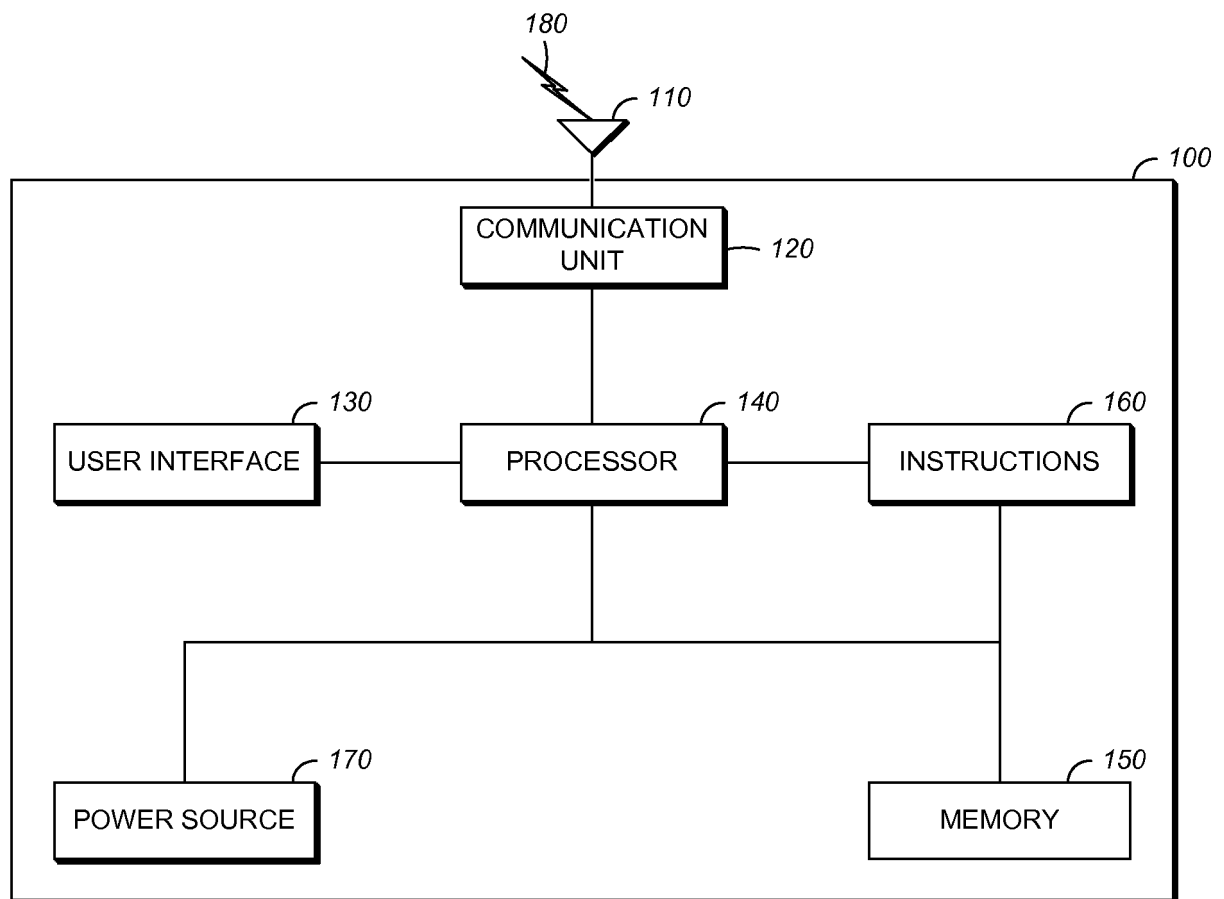 180
110
100
COMMUNICATION
UNIT
120
130
140
160
USER INTERFACE
PROCESSOR
INSTRUCTIONS
170
150
POWER SOURCE
MEMORY